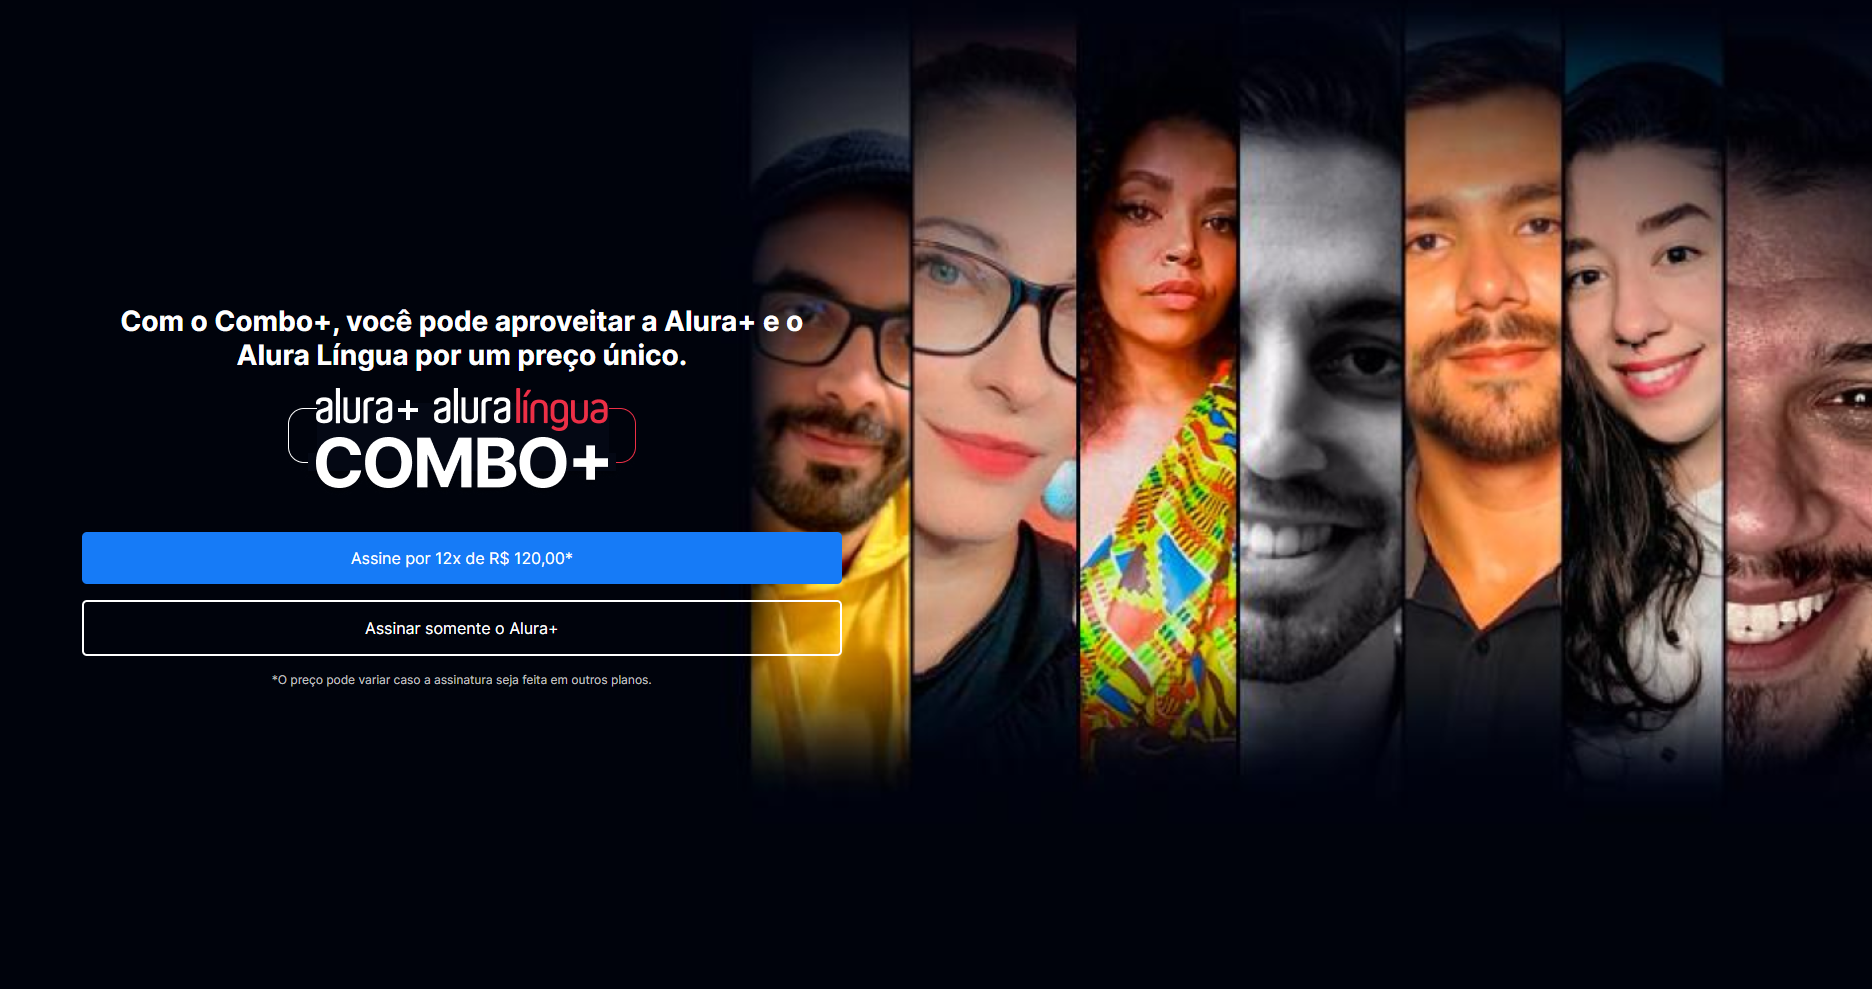 Com o Combo+, você pode aproveitar a Alura+ e o
Alura Língua por um preço único.
alura+ aluralíngua
COMBO+
Assine por 12x de R$ 120,00*
Assinar somente o Alura+
*O preço pode variar caso a assinatura seja feita em outros planos.